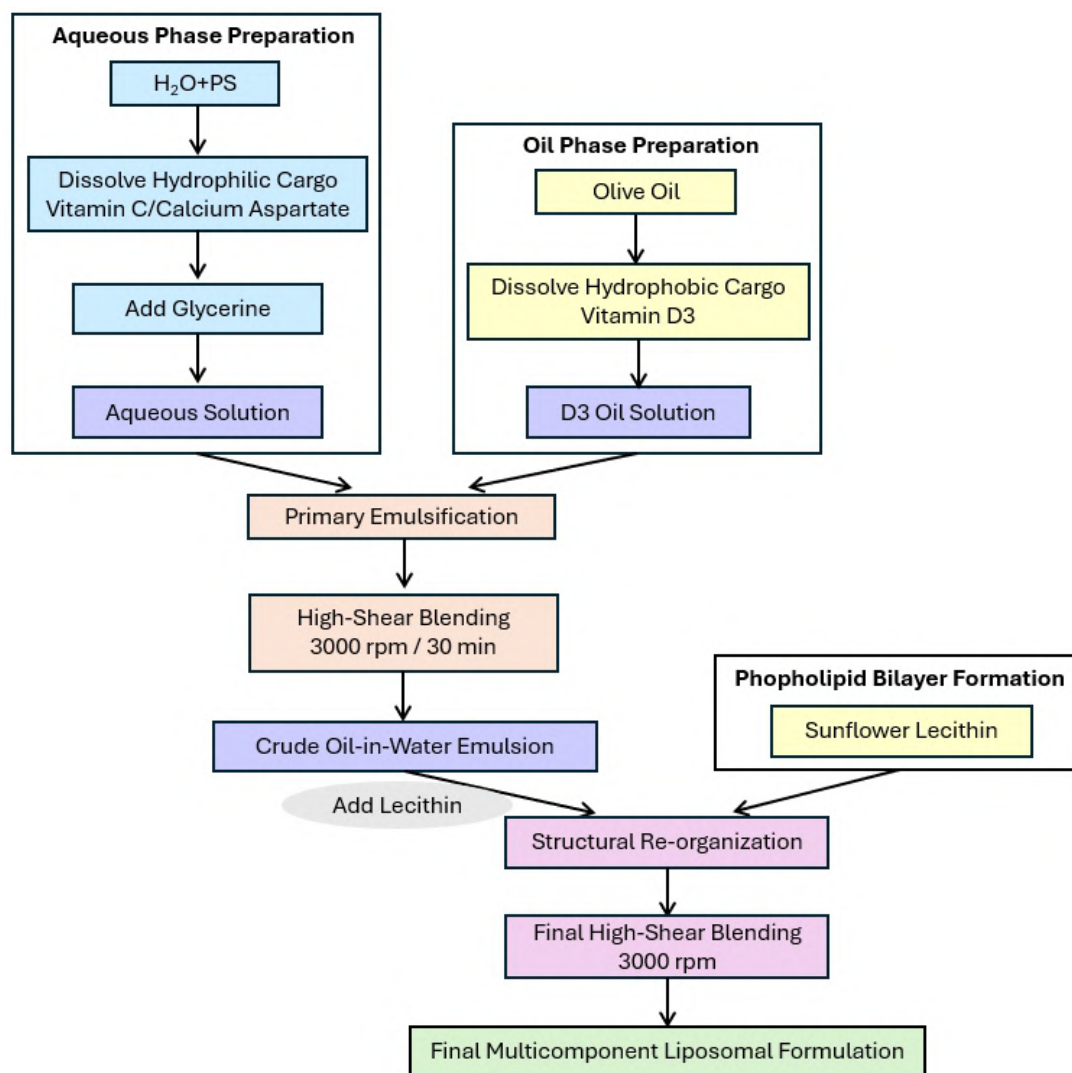 Aqueous Phase Preparation
H₂O+PS
Dissolve Hydrophilic Cargo
Vitamin C/Calcium Aspartate
Add Glycerine
Aqueous Solution
Oil Phase Preparation
Olive Oil
Dissolve Hydrophobic Cargo
Vitamin D3
D3 Oil Solution
Primary Emulsification
High-Shear Blending
3000 rpm / 30 min
Crude Oil-in-Water Emulsion
Phopholipid Bilayer Formation
Sunflower Lecithin
Add Lecithin
Structural Re-organization
Final High-Shear Blending
3000 rpm
Final Multicomponent Liposomal Formulation